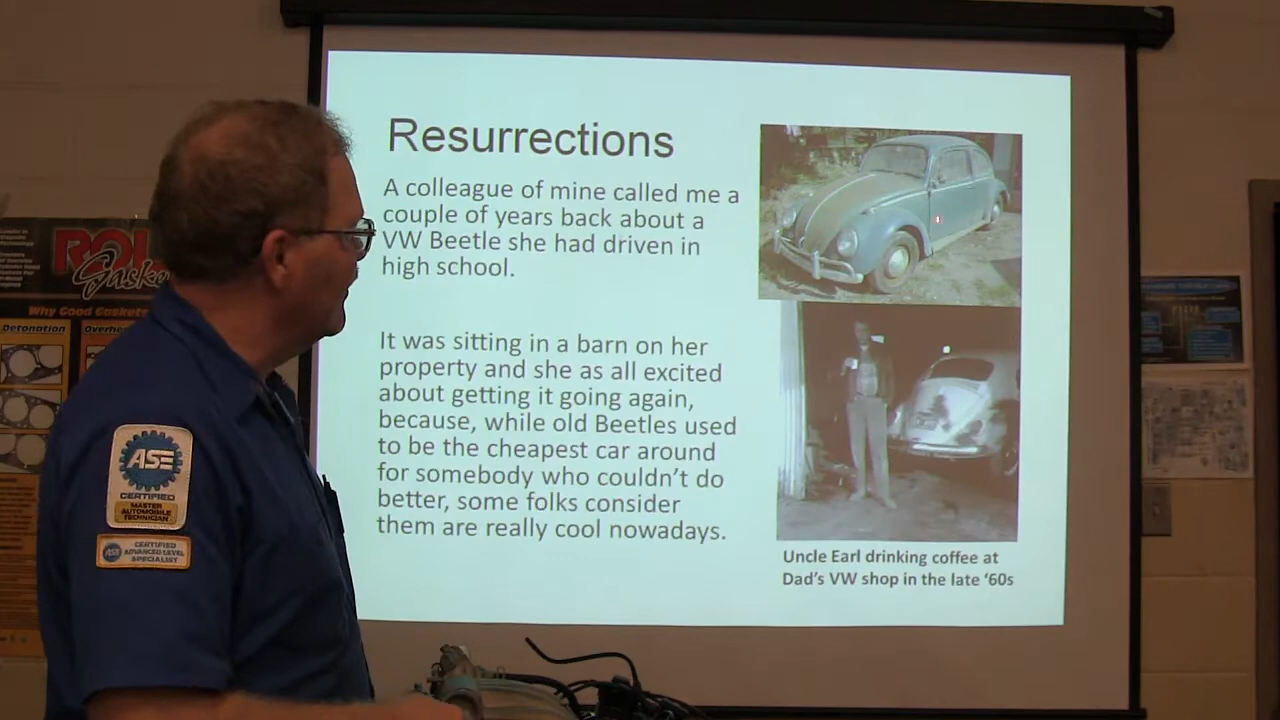 Resurrections
A colleague of mine called me a
couple of years back about a
VW Beetle she had driven in
high school.
It was sitting in a barn on her
property and she as all excited
about getting it going again,
because, while old Beetles used
to be the cheapest car around
for somebody who couldn't do
better, some folks consider
them are really cool nowadays.
Uncle Earl drinking coffee at
Dad's VW shop in the late '60s
Why Good Gaskets
Detonation
ASE
CERTIFIED
MASTER
AUTOMOBILE
TECHNICIAN
ASE
CERTIFIED
ADVANCED LEVEL
SPECIALIST